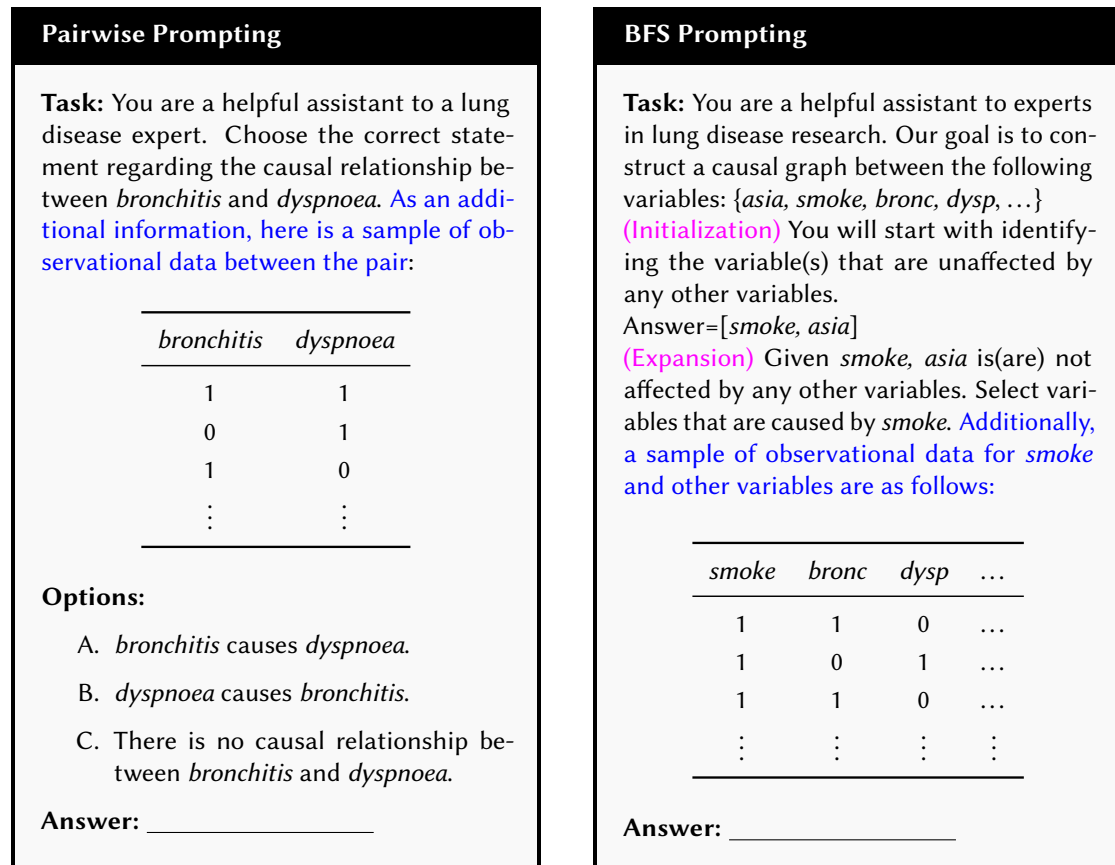 Pairwise Prompting
Task: You are a helpful assistant to a lung
disease expert. Choose the correct state-
ment regarding the causal relationship be-
tween bronchitis and dyspnoea. As an addi-
tional information, here is a sample of ob-
servational data between the pair:
bronchitis dyspnoea
1 1
0 1
1 0
⋮ ⋮
Options:
A. bronchitis causes dyspnoea.
B. dyspnoea causes bronchitis.
C. There is no causal relationship be-
tween bronchitis and dyspnoea.
Answer:
BFS Prompting
Task: You are a helpful assistant to experts
in lung disease research. Our goal is to con-
struct a causal graph between the following
variables: {asia, smoke, bronc, dysp, …}
(Initialization) You will start with identify-
ing the variable(s) that are unaffected by
any other variables.
Answer=[smoke, asia]
(Expansion) Given smoke, asia is(are) not
affected by any other variables. Select vari-
ables that are caused by smoke. Additionally,
a sample of observational data for smoke
and other variables are as follows:
smoke bronc dysp …
1 1 0 …
1 0 1 …
1 1 0 …
⋮ ⋮ ⋮ ⋮
Answer: